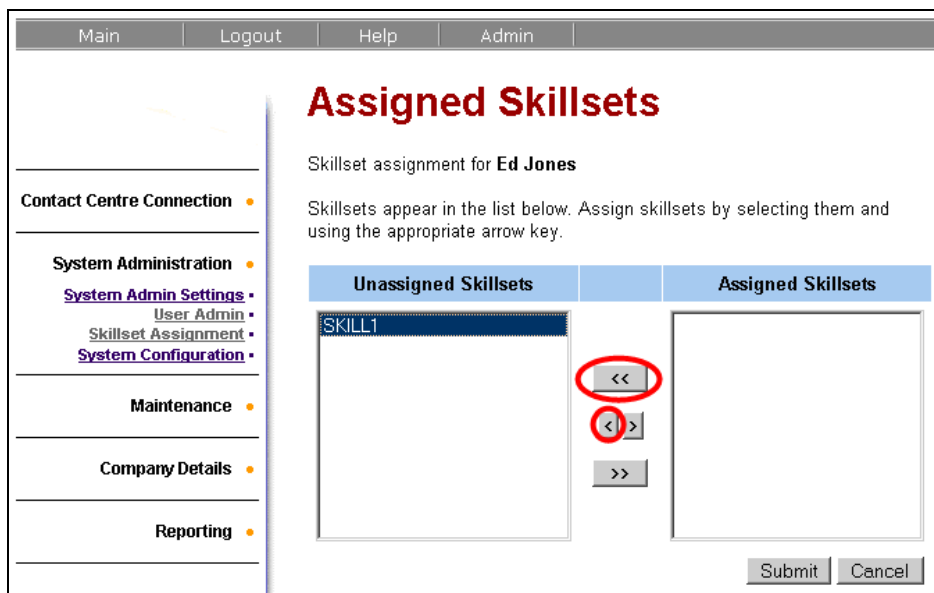 Main Logout Help Admin
Assigned Skillsets
Skillset assignment for Ed Jones
Skillsets appear in the list below. Assign skillsets by selecting them and
using the appropriate arrow key.
Contact Centre Connection
System Administration
System Admin Settings
User Admin
Skillset Assignment
System Configuration
Maintenance
Company Details
Reporting
Unassigned Skillsets Assigned Skillsets
SKILL1
<<
< >
>>
Submit Cancel